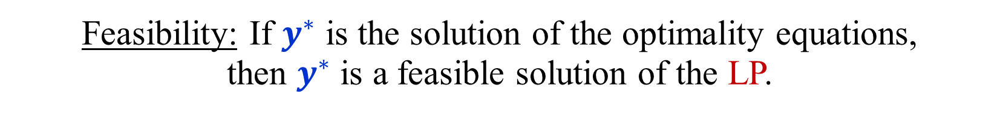 Feasibility: If y* is the solution of the optimality equations,
then y* is a feasible solution of the LP.